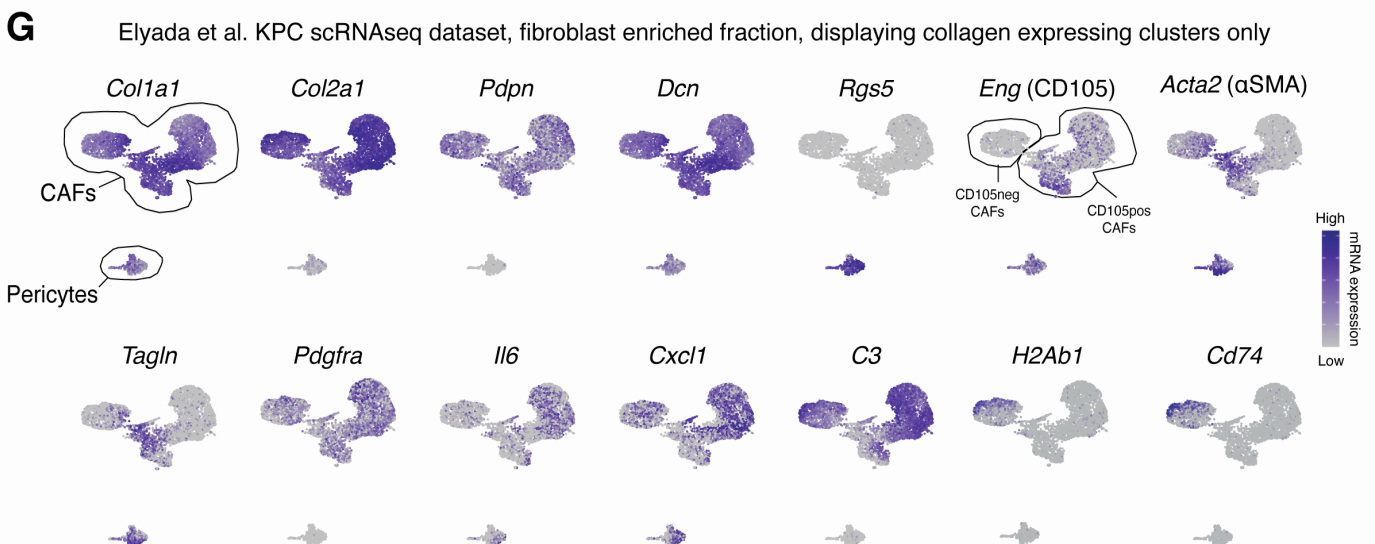 G
Elyada et al. KPC scRNAseq dataset, fibroblast enriched fraction, displaying collagen expressing clusters only
Col1a1
Col2a1
Pdpn
Dcn
Rgs5
Eng (CD105)
Acta2 (αSMA)
CAFs
CD105neg
CAFs
CD105pos
CAFs
Pericytes
High
mRNA expression
Low
Tagln
Pdgfra
Il6
Cxcl1
C3
H2Ab1
Cd74